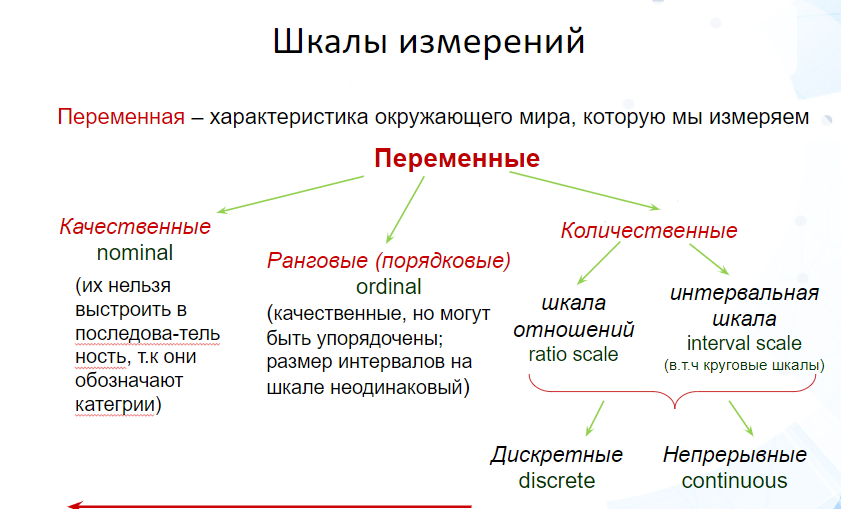 Шкалы измерений
Переменная – характеристика окружающего мира, которую мы измеряем
Переменные
Качественные
nominal
(их нельзя
выстроить в
последова-тель
ность, т.к они
обозначают
категрии)
Ранговые (порядковые)
ordinal
(качественные, но могут
быть упорядочены;
размер интервалов на
шкале неодинаковый)
Количественные
шкала
отношений
ratio scale
интервальная
шкала
interval scale
(в.т.ч круговые шкалы)
Дискретные
discrete
Непрерывные
continuous